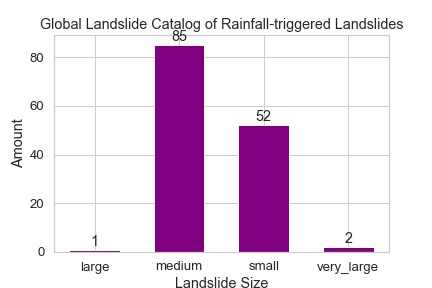 Global Landslide Catalog of Rainfall-triggered Landslides
85
80
60
52
40
20
1
2
0
large medium small very_large
Landslide Size
Amount